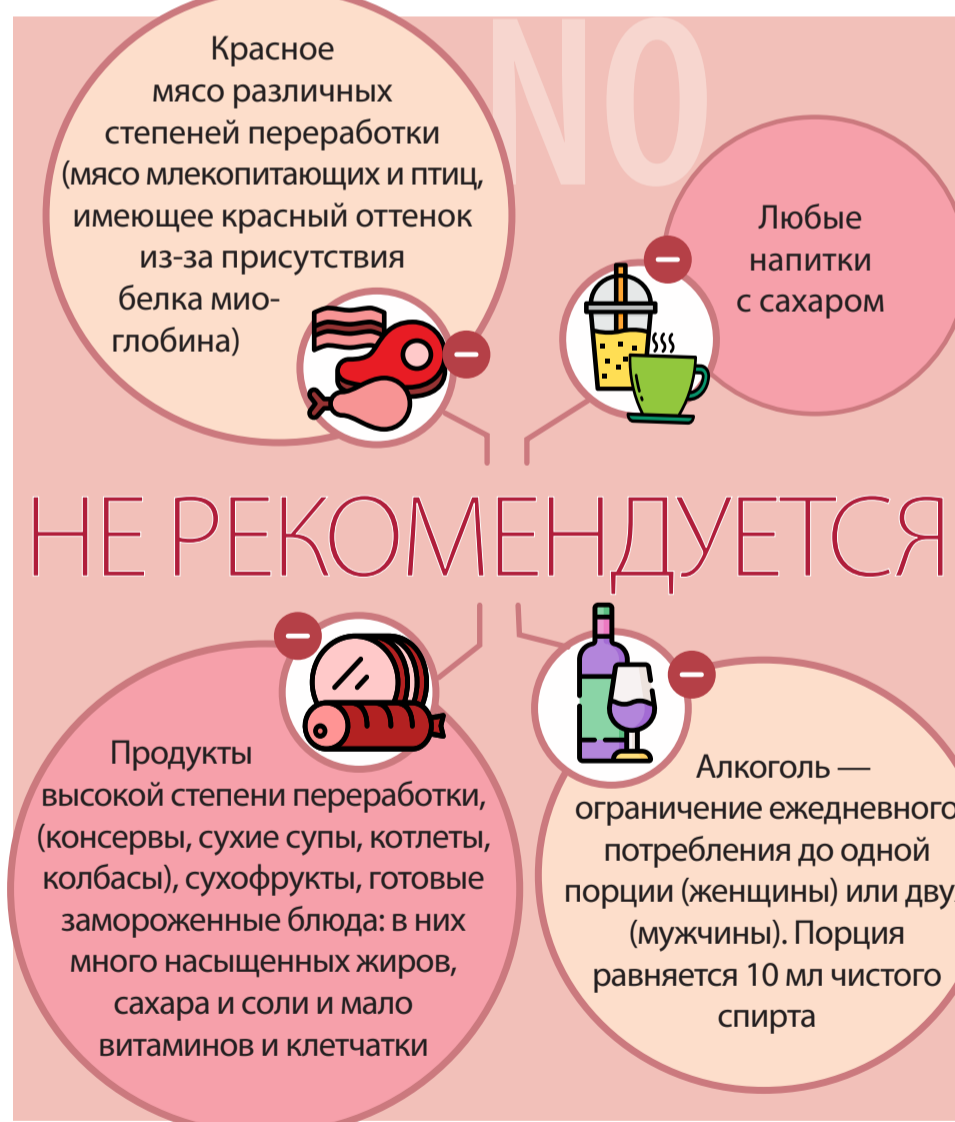 NO
Красное
мясо различных
степеней переработки
(мясо млекопитающих и птиц,
имеющее красный оттенок
из-за присутствия
белка мио-
глобина)
Любые
напитки
с сахаром
НЕ РЕКОМЕНДУЕТСЯ
Продукты
высокой степени переработки,
(консервы, сухие супы, котлеты,
колбасы), сухофрукты, готовые
замороженные блюда: в них
много насыщенных жиров,
сахара и соли и мало
витаминов и клетчатки
Алкоголь —
ограничение ежедневного
потребления до одной
порции (женщины) или двух
(мужчины). Порция
равняется 10 мл чистого
спирта